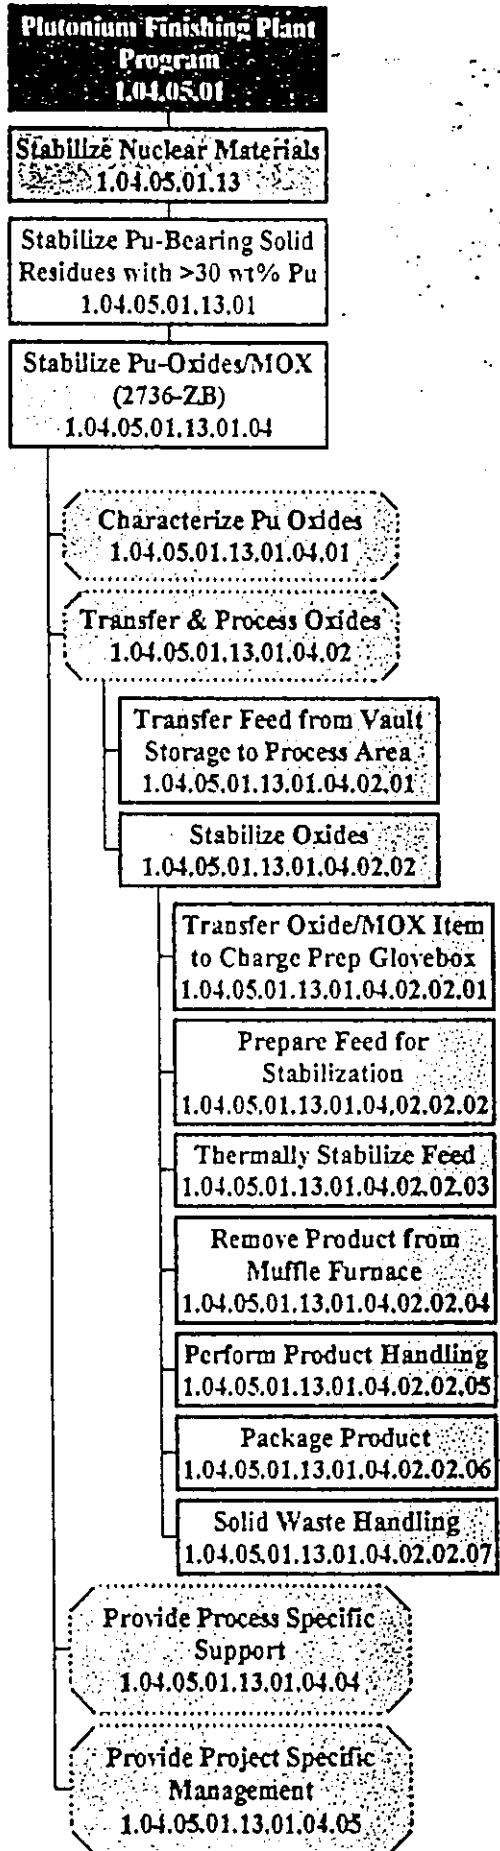 Plutonium Finishing Plant
Program
1.04.05.01
Stabilize Nuclear Materials
1.04.05.01.13
Stabilize Pu-Bearing Solid
Residues with >30 wt% Pu
1.04.05.01.13.01
Stabilize Pu-Oxides/MOX
(2736-ZB)
1.04.05.01.13.01.04
Characterize Pu Oxides
1.04.05.01.13.01.04.01
Transfer & Process Oxides
1.04.05.01.13.01.04.02
Transfer Feed from Vault
Storage to Process Area
1.04.05.01.13.01.04.02.01
Stabilize Oxides
1.04.05.01.13.01.04.02.02
Transfer Oxide/MOX Item
to Charge Prep Glovebox
1.04.05.01.13.01.04.02.02.01
Prepare Feed for
Stabilization
1.04.05.01.13.01.04.02.02.02
Thermally Stabilize Feed
1.04.05.01.13.01.04.02.02.03
Remove Product from
Muffle Furnace
1.04.05.01.13.01.04.02.02.04
Perform Product Handling
1.04.05.01.13.01.04.02.02.05
Package Product
1.04.05.01.13.01.04.02.02.06
Solid Waste Handling
1.04.05.01.13.01.04.02.02.07
Provide Process Specific
Support
1.04.05.01.13.01.04.04
Provide Project Specific
Management
1.04.05.01.13.01.04.05